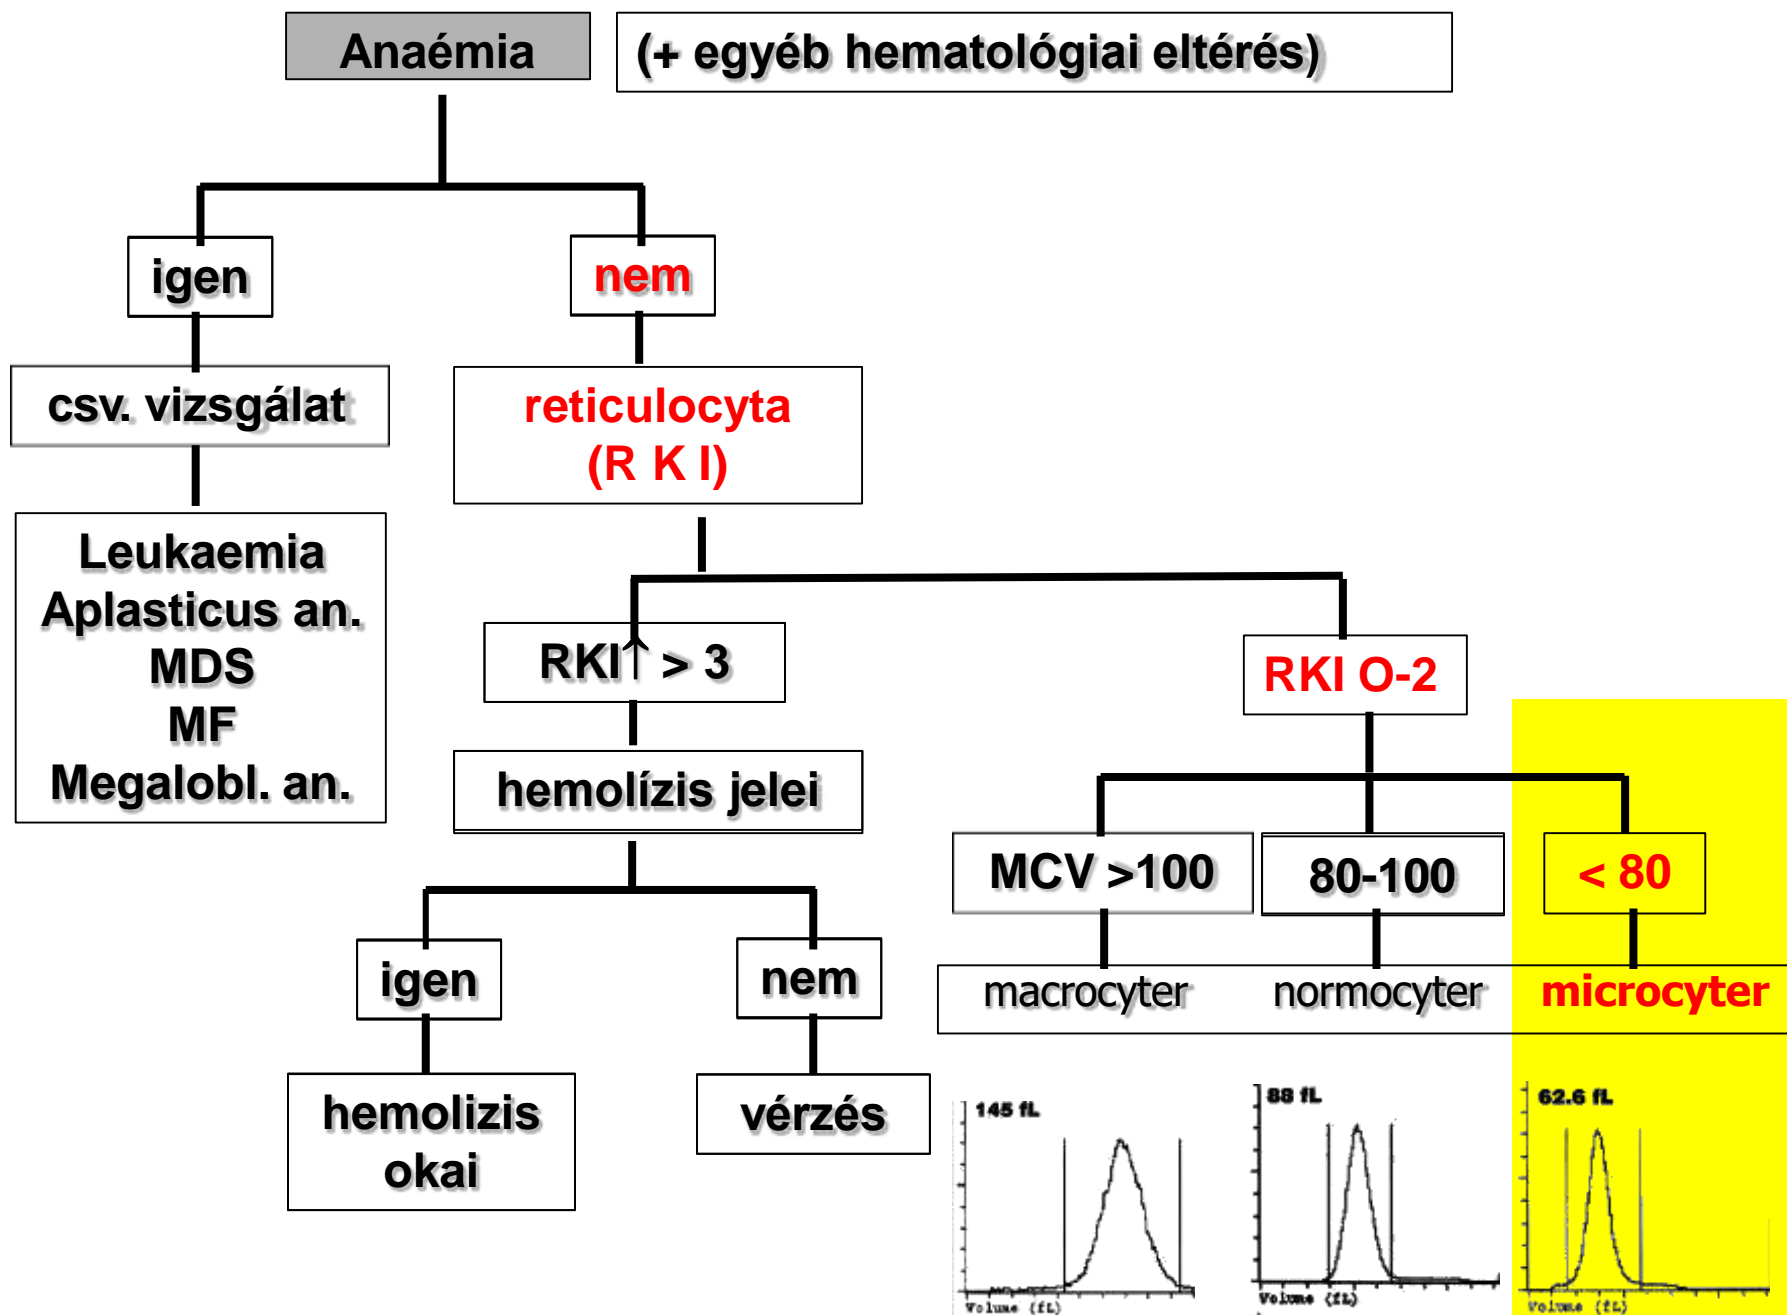 Anaémia
(+ egyéb hematológiai eltérés)
igen
nem
csv. vizsgálat
reticulocyta
(R K I)
Leukaemia
Aplasticus an.
MDS
MF
Megalobl. an.
RKI↑ > 3
RKI O-2
hemolízis jelei
MCV >100
80-100
< 80
igen
nem
macrocyter
normocyter
microcyter
hemolizis
okai
vérzés
145 fL
88 fL
62.6 fL
Volume (fL)
Volume (fL)
Volume (fL)